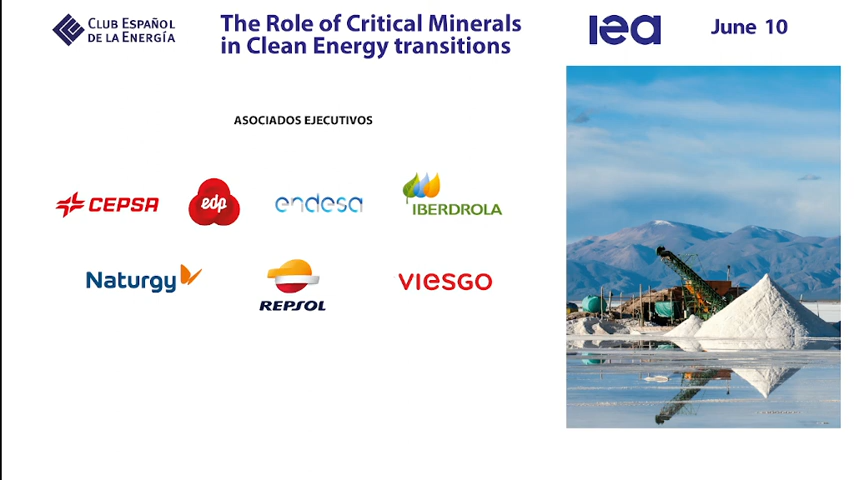 CLUB ESPAÑOL
DE LA ENERGÍA
The Role of Critical Minerals
in Clean Energy transitions
iea
June 10
ASOCIADOS EJECUTIVOS
CEPSA
edp
endesa
IBERDROLA
Naturgy
REPSOL
VIESGO